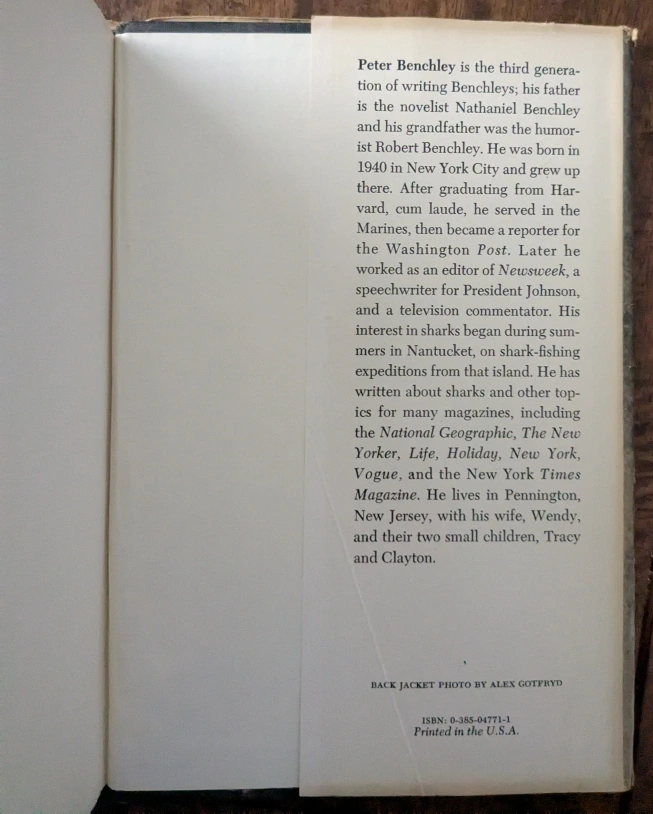 Peter Benchley is the third genera-
tion of writing Benchleys; his father
is the novelist Nathaniel Benchley
and his grandfather was the humor-
ist Robert Benchley. He was born in
1940 in New York City and grew up
there. After graduating from Har-
vard, cum laude, he served in the
Marines, then became a reporter for
the Washington Post. Later he
worked as an editor of Newsweek, a
speechwriter for President Johnson,
and a television commentator. His
interest in sharks began during sum-
mers in Nantucket, on shark-fishing
expeditions from that island. He has
written about sharks and other top-
ics for many magazines, including
the National Geographic, The New
Yorker, Life, Holiday, New York,
Vogue, and the New York Times
Magazine. He lives in Pennington,
New Jersey, with his wife, Wendy,
and their two small children, Tracy
and Clayton.
BACK JACKET PHOTO BY ALEX GOTFRYD
ISBN: 0-385-04771-1
Printed in the U.S.A.